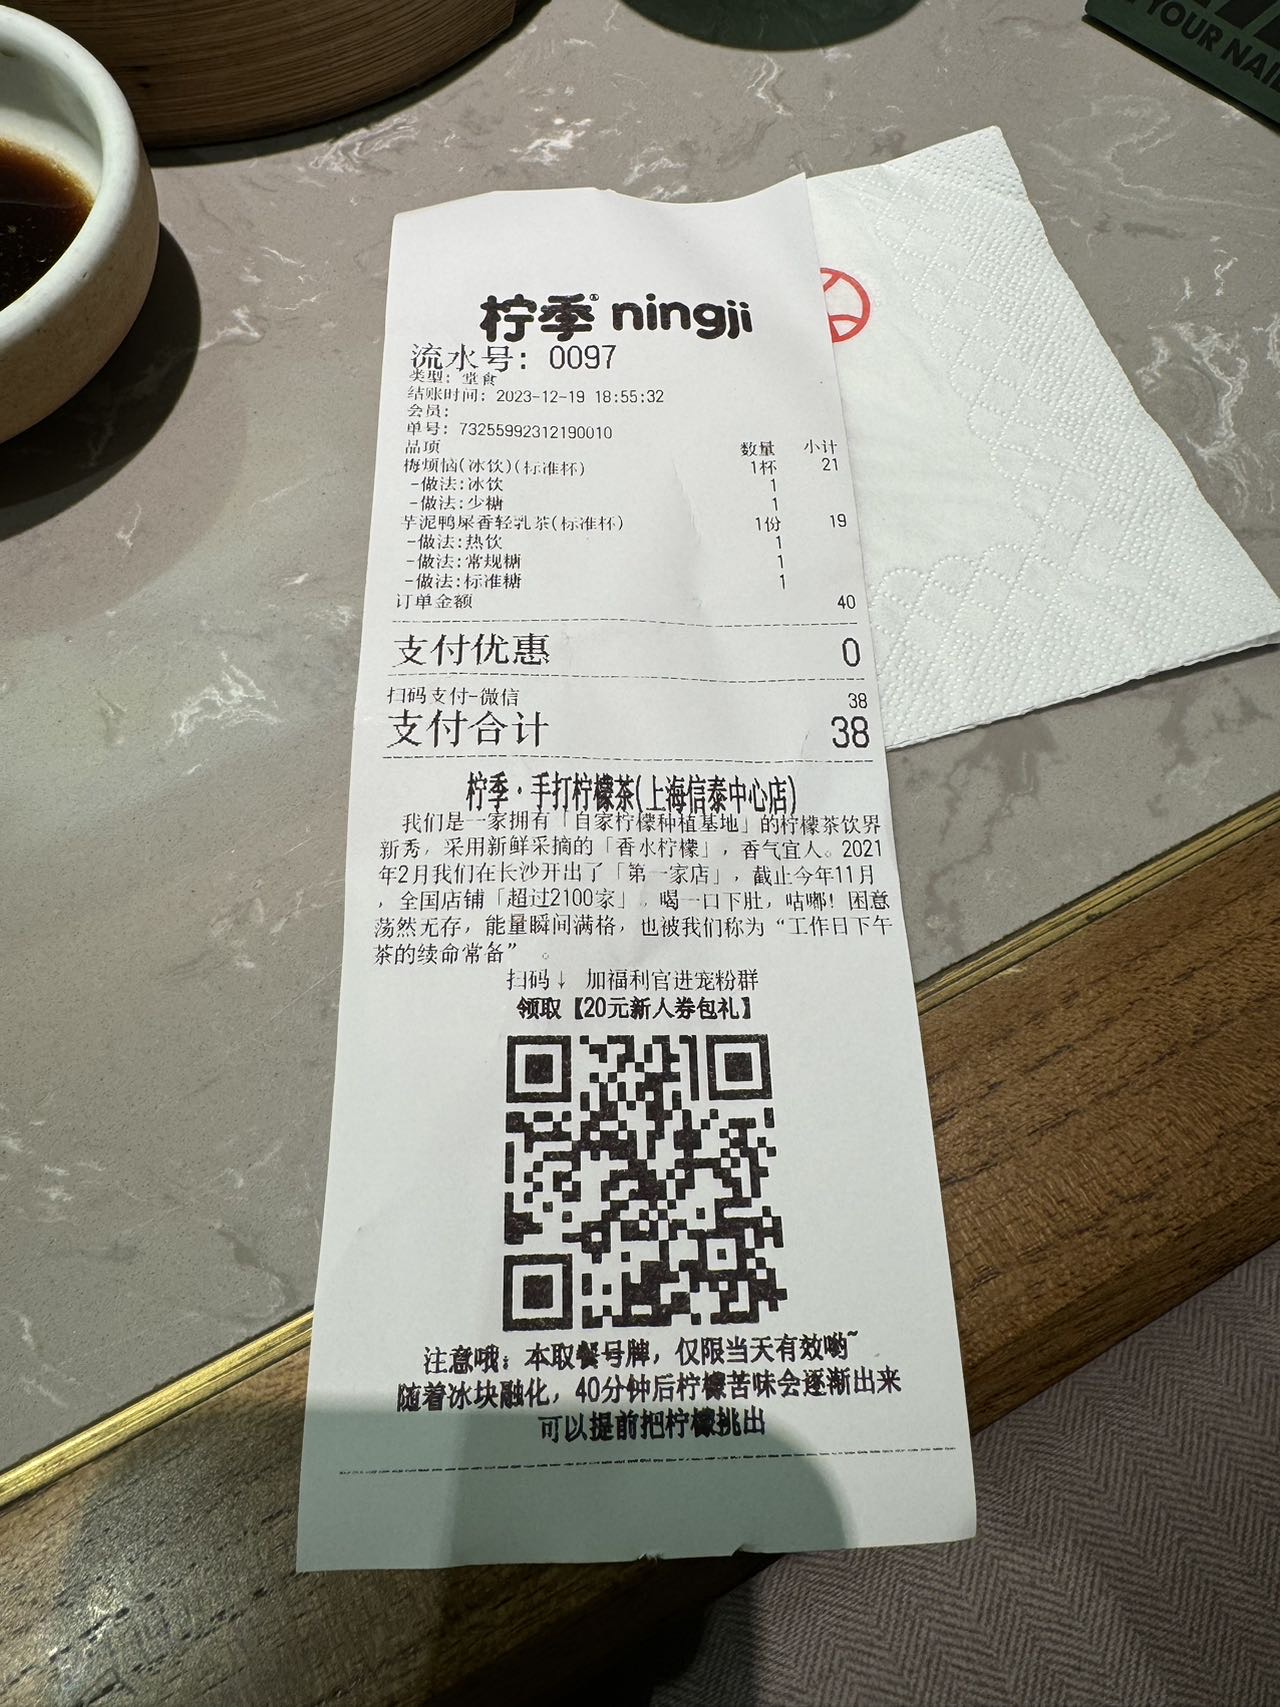 YOUR NAM
柠季 ningji
流水号: 0097
类型: 堂食
结账时间: 2023-12-19 18:55:32
会员:
单号: 73255992312190010
品项 数量 小计
梅烦恼(冰饮)(标准杯) 1杯 21
-做法:冰饮 1
-做法:少糖 1
芋泥鸭屎香轻乳茶(标准杯) 1份 19
-做法:热饮 1
-做法:常规糖 1
-做法:标准糖 1
订单金额 40
支付优惠 0
扫码支付-微信 38
支付合计 38
柠季·手打柠檬茶(上海信泰中心店)
我们是一家拥有「自家柠檬种植基地」的柠檬茶饮界
新秀，采用新鲜采摘的「香水柠檬」，香气宜人。2021
年2月我们在长沙开出了「第一家店」，截止今年11月
，全国店铺「超过2100家」，喝一口下肚，咕嘟！困意
荡然无存，能量瞬间满格，也被我们称为“工作日下午
茶的续命常备”。
扫码↓ 加福利官进宠粉群
领取【20元新人券包礼】
注意哦：本取餐号牌，仅限当天有效哟~
随着冰块融化，40分钟后柠檬苦味会逐渐出来
可以提前把柠檬挑出